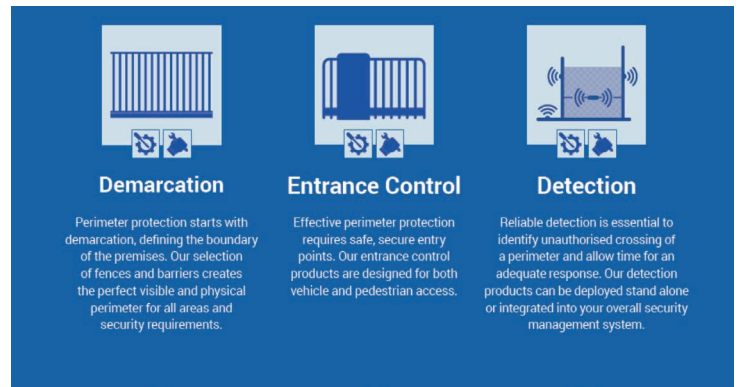 Demarcation
Perimeter protection starts with
demarcation, defining the boundary
of the premises. Our selection
of fences and barriers creates
the perfect visible and physical
perimeter for all areas and
security requirements.
Entrance Control
Effective perimeter protection
requires safe, secure entry
points. Our entrance control
products are designed for both
vehicle and pedestrian access.
Detection
Reliable detection is essential to
identify unauthorised crossing of
a perimeter and allow time for an
adequate response. Our detection
products can be deployed stand alone
or integrated into your overall security
management system.